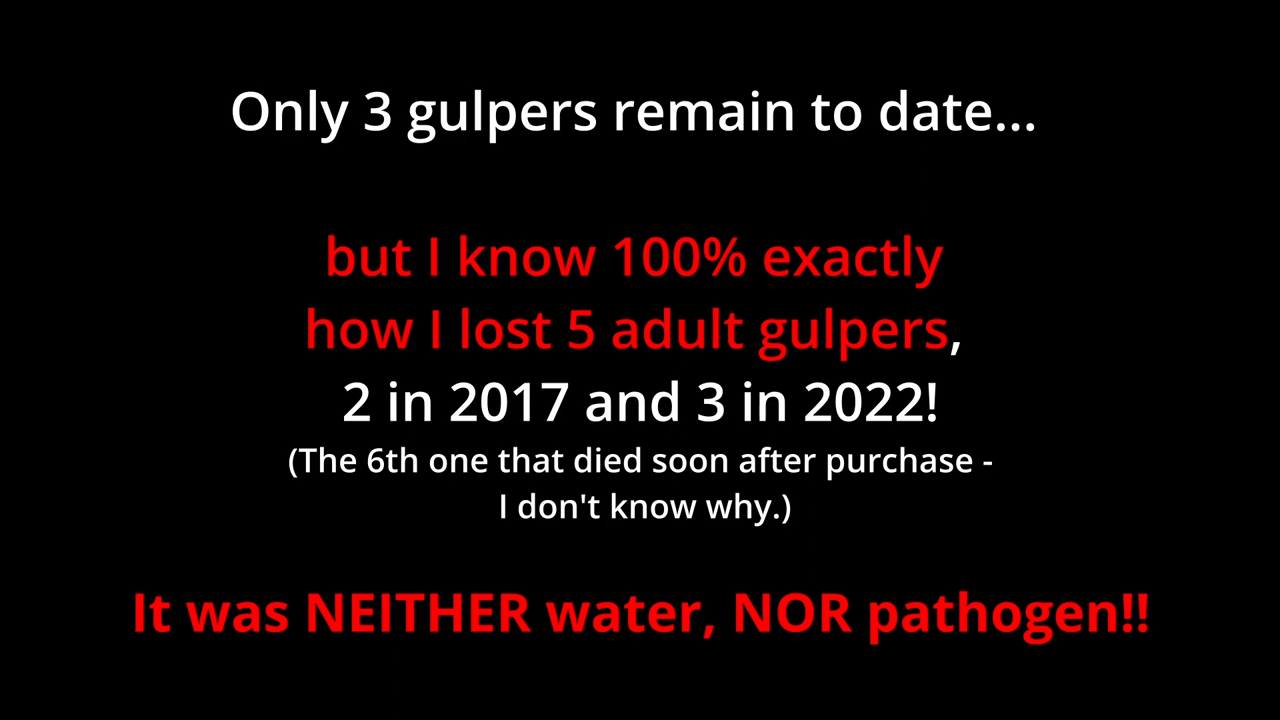 Only 3 gulpers remain to date...
but I know 100% exactly
how I lost 5 adult gulpers,
2 in 2017 and 3 in 2022!
(The 6th one that died soon after purchase -
I don't know why.)
It was NEITHER water, NOR pathogen!!